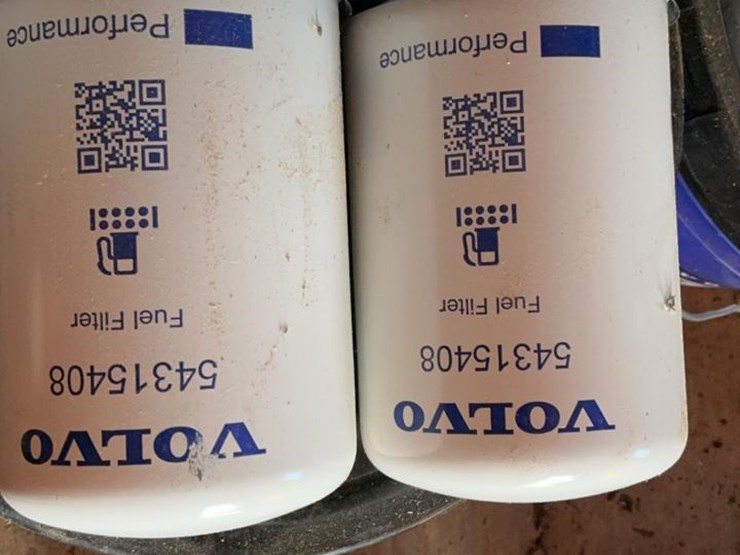 VOLVO
54315408
Fuel Filter
Performance
VOLVO
54315408
Fuel Filter
Performance